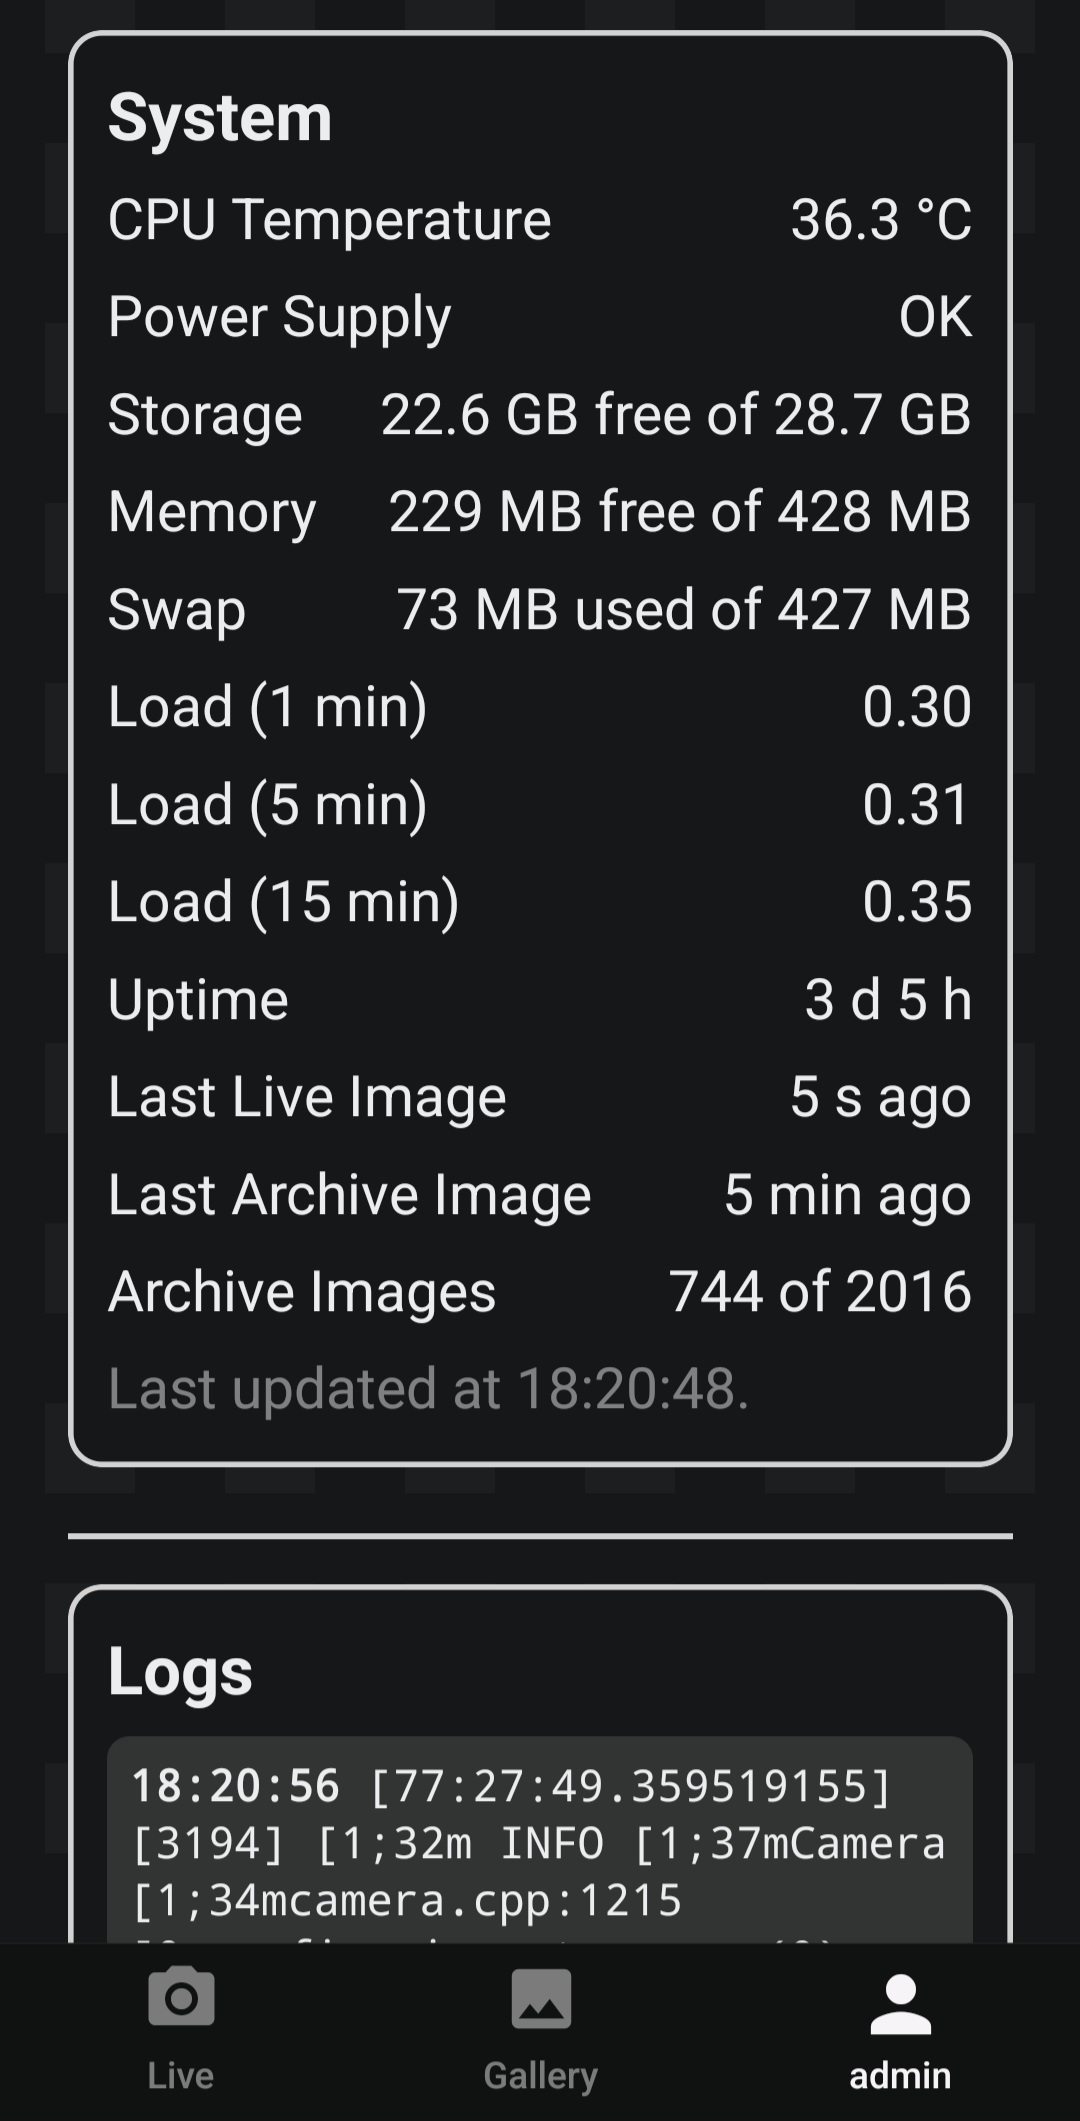 System
CPU Temperature 36.3 °C
Power Supply OK
Storage 22.6 GB free of 28.7 GB
Memory 229 MB free of 428 MB
Swap 73 MB used of 427 MB
Load (1 min) 0.30
Load (5 min) 0.31
Load (15 min) 0.35
Uptime 3 d 5 h
Last Live Image 5 s ago
Last Archive Image 5 min ago
Archive Images 744 of 2016
Last updated at 18:20:48.
Logs
18:20:56 [77:27:49.359519155]
[3194] [1;32m INFO [1;37mCamera
[1;34mcamera.cpp:1215
Live Gallery admin